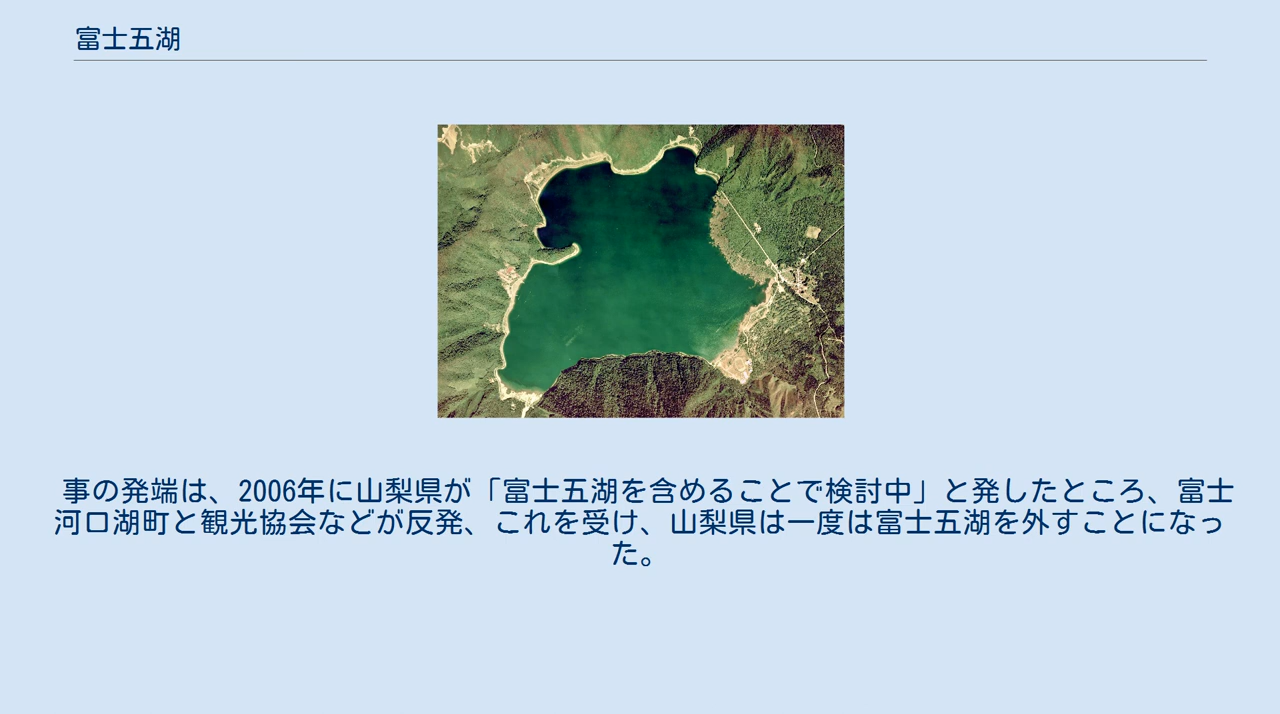 富士五湖
事の発端は、2006年に山梨県が「富士五湖を含めることで検討中」と発したところ、富士
河口湖町と観光協会などが反発、これを受け、山梨県は一度は富士五湖を外すことになっ
た。